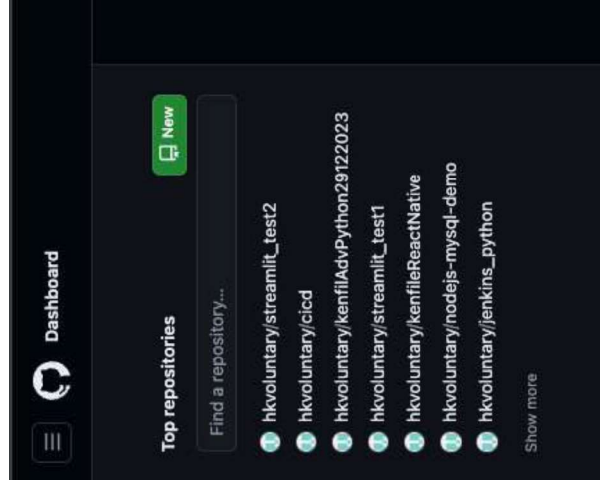 Dashboard
Top repositories
New
Find a repository...
hkvoluntary/streamlit_test2
hkvoluntary/cicd
hkvoluntary/kenfilAdvPython29122023
hkvoluntary/streamlit_test1
hkvoluntary/kenfileReactNative
hkvoluntary/nodejs-mysql-demo
hkvoluntary/jenkins_python
Show more